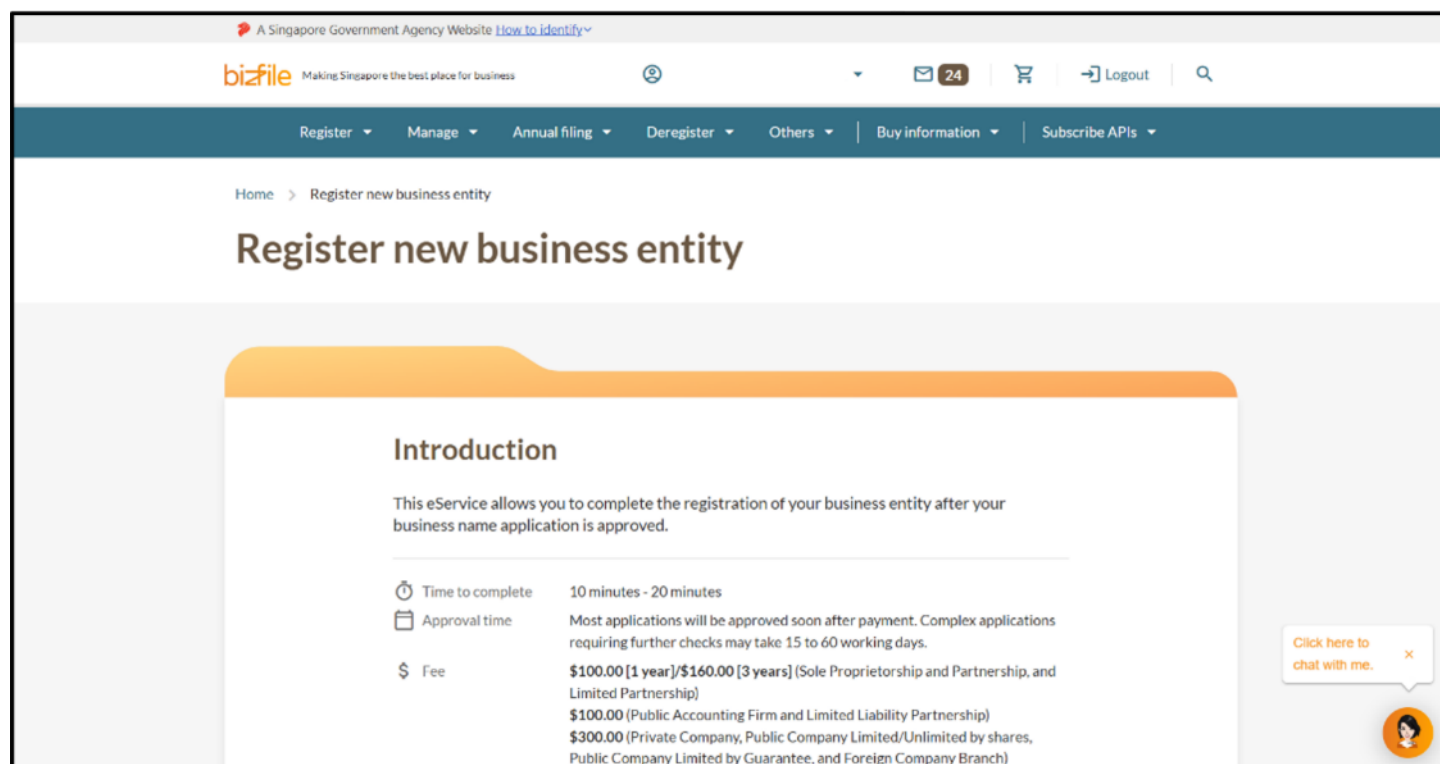 A Singapore Government Agency Website How to identify
bizfile Making Singapore the best place for business 24 Logout
Register Manage Annual filing Deregister Others Buy information Subscribe APIs
Home > Register new business entity
Register new business entity
Introduction
This eService allows you to complete the registration of your business entity after your
business name application is approved.
Time to complete 10 minutes - 20 minutes
Approval time Most applications will be approved soon after payment. Complex applications
requiring further checks may take 15 to 60 working days.
$ Fee $100.00 [1 year]/$160.00 [3 years] (Sole Proprietorship and Partnership, and
Limited Partnership)
$100.00 (Public Accounting Firm and Limited Liability Partnership)
$300.00 (Private Company, Public Company Limited/Unlimited by shares,
Public Company Limited by Guarantee, and Foreign Company Branch)
Click here to
chat with me. ×